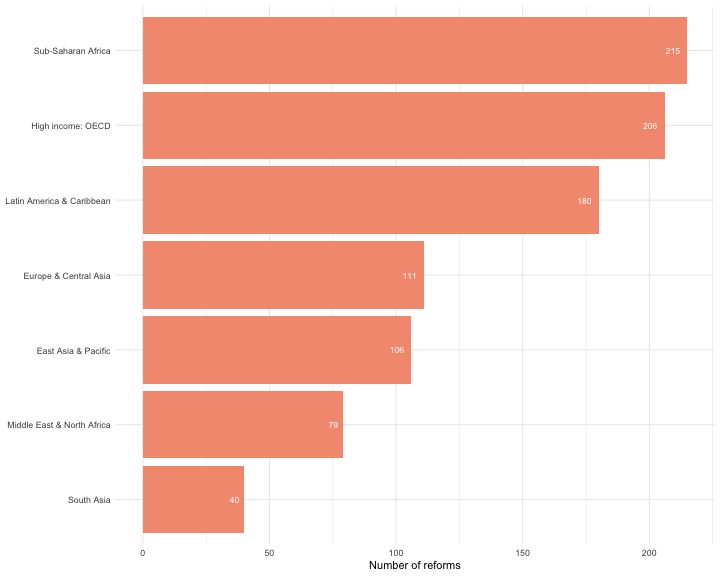 Sub-Saharan Africa 215
High income: OECD 206
Latin America & Caribbean 180
Europe & Central Asia 111
East Asia & Pacific 106
Middle East & North Africa 79
South Asia 40
0 50 100 150 200
Number of reforms